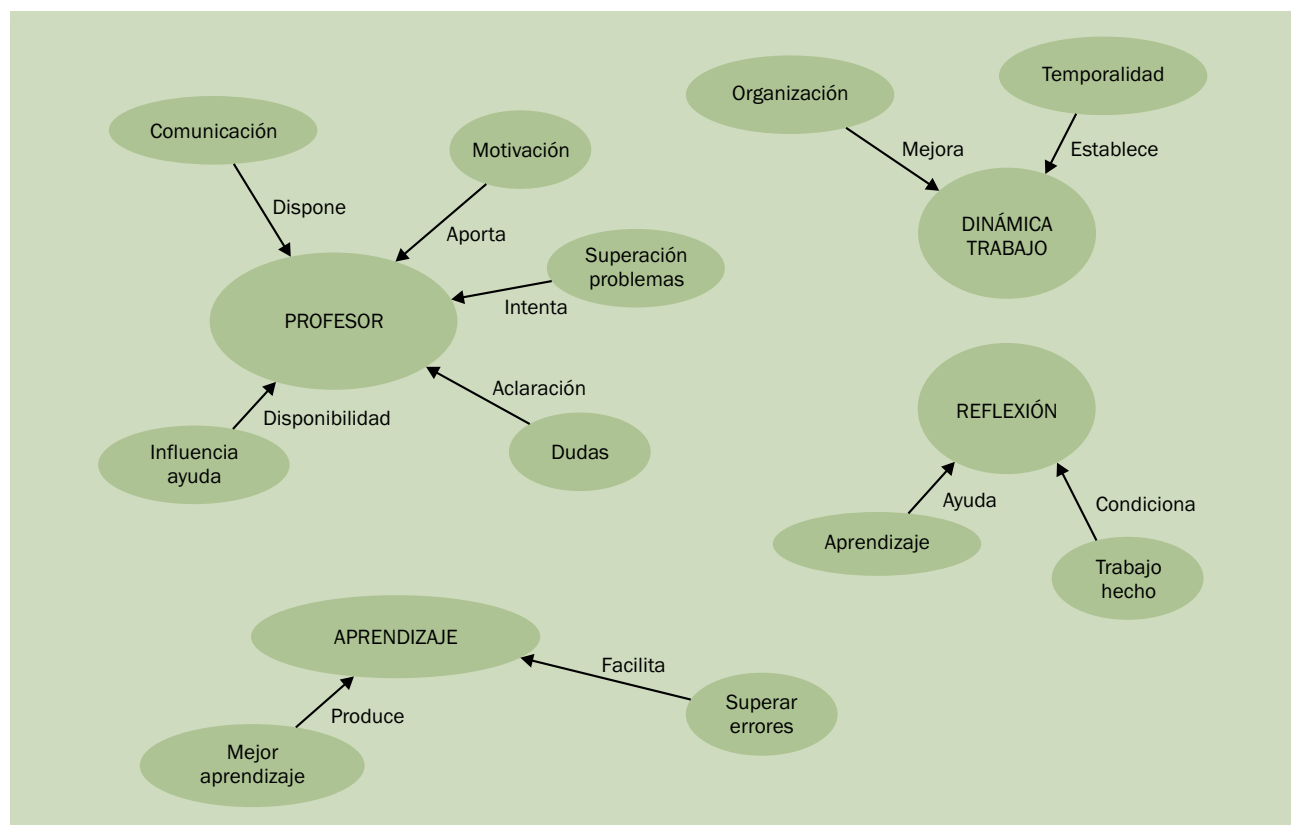 Comunicación
Dispone
Motivación
Aporta
Superación
problemas
Intenta
PROFESOR
Aclaración
Dudas
Disponibilidad
Influencia
ayuda
Organización
Mejora
Temporalidad
Establece
DINÁMICA
TRABAJO
REFLEXIÓN
Ayuda
Aprendizaje
Condiciona
Trabajo
hecho
APRENDIZAJE
Facilita
Superar
errores
Produce
Mejor
aprendizaje